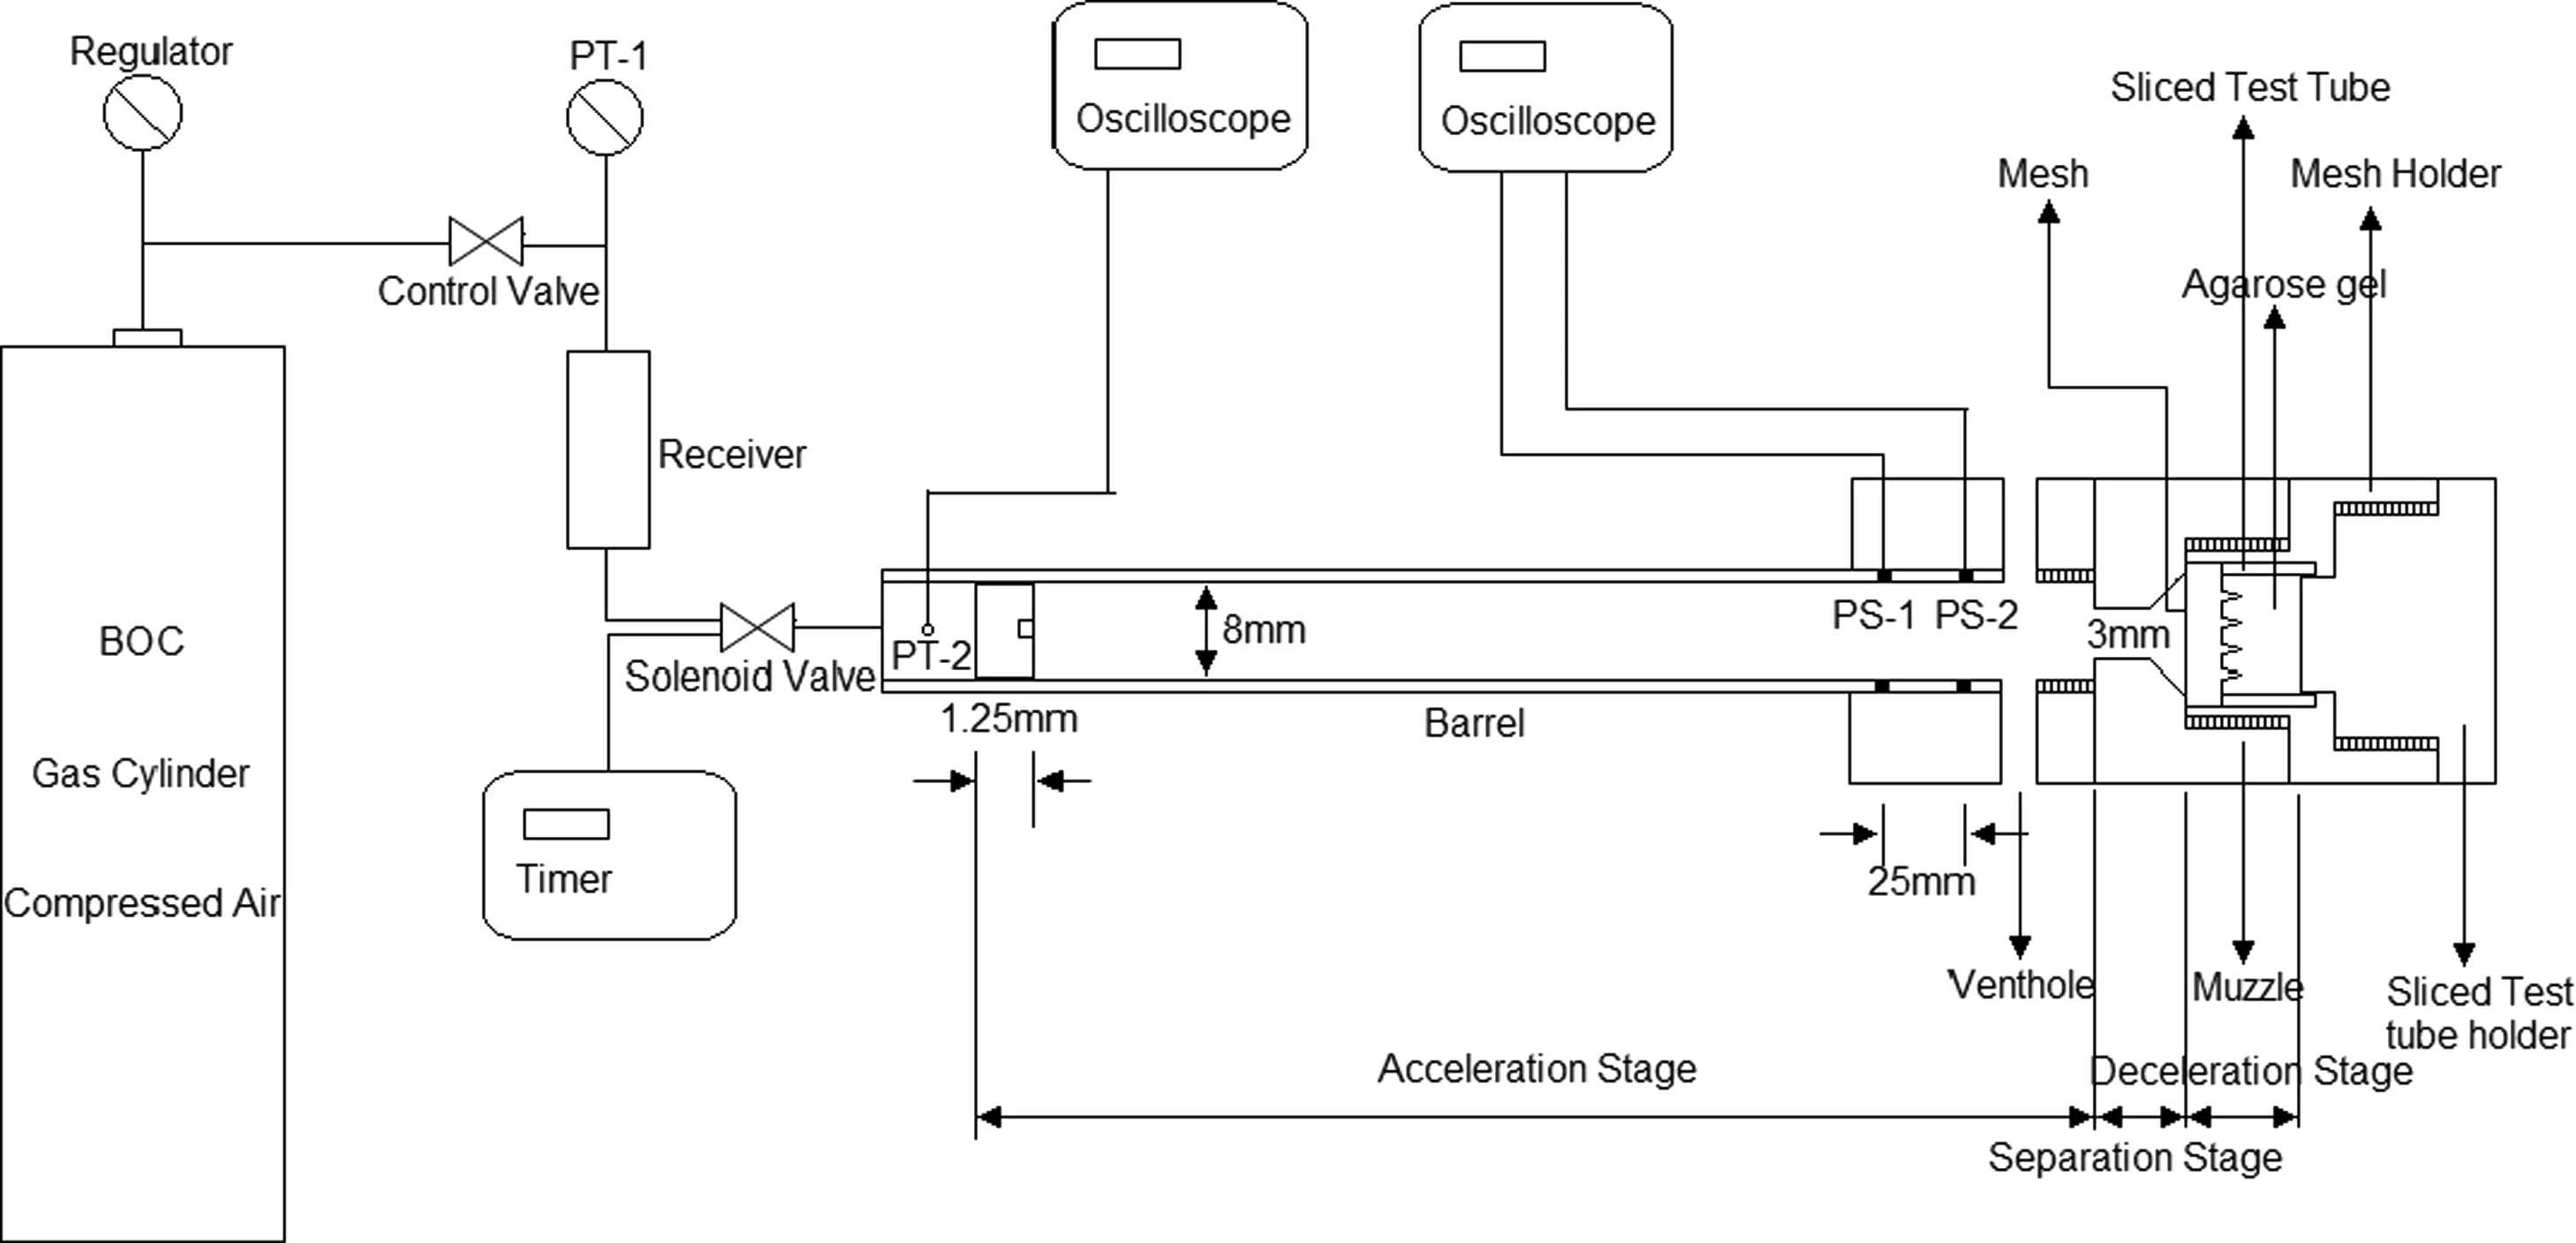 Regulator
PT-1
Oscilloscope
Oscilloscope
Sliced Test Tube
Mesh
Mesh Holder
Agarose gel
Control Valve
Receiver
BOC
Gas Cylinder
Compressed Air
Solenoid Valve
PT-2
8mm
PS-1
PS-2
3mm
1.25mm
Barrel
Timer
25mm
Venthole
Muzzle
Sliced Test
tube holder
Acceleration Stage
Deceleration Stage
Separation Stage